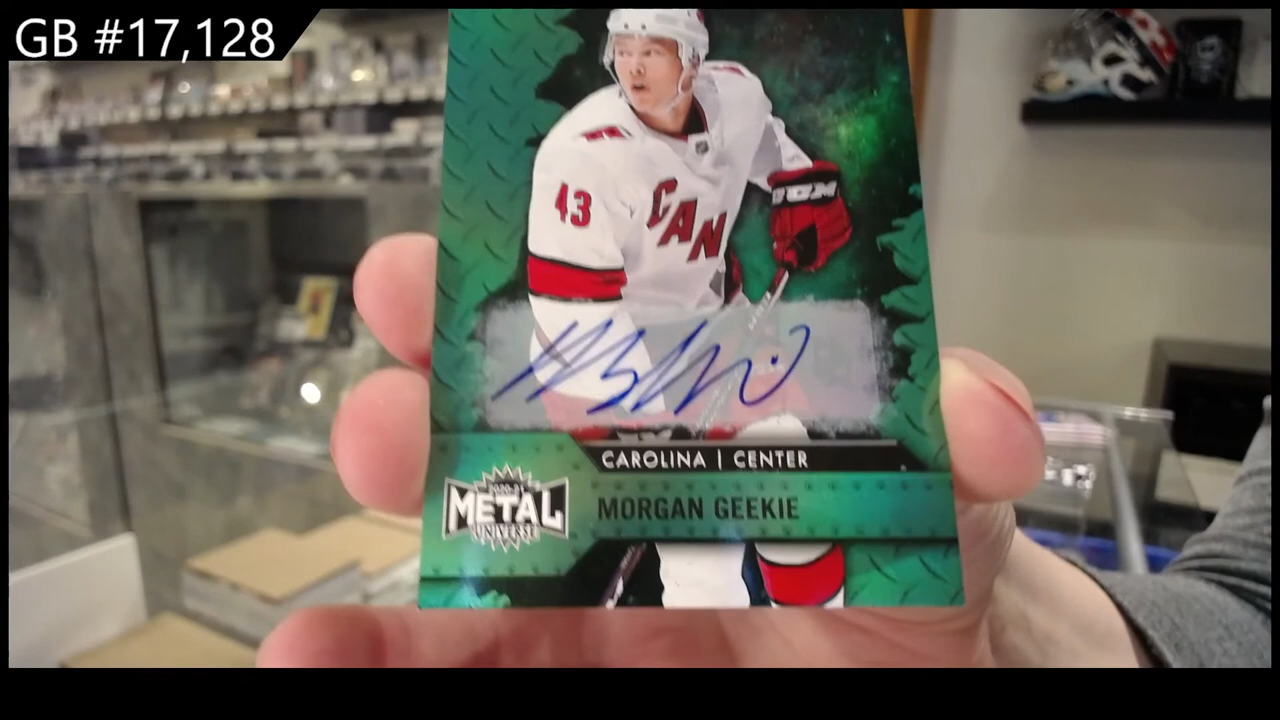 GB #17,128
43
CAN
CCM
CAROLINA | CENTER
METAL
UNIVERSE
MORGAN GEEKIE